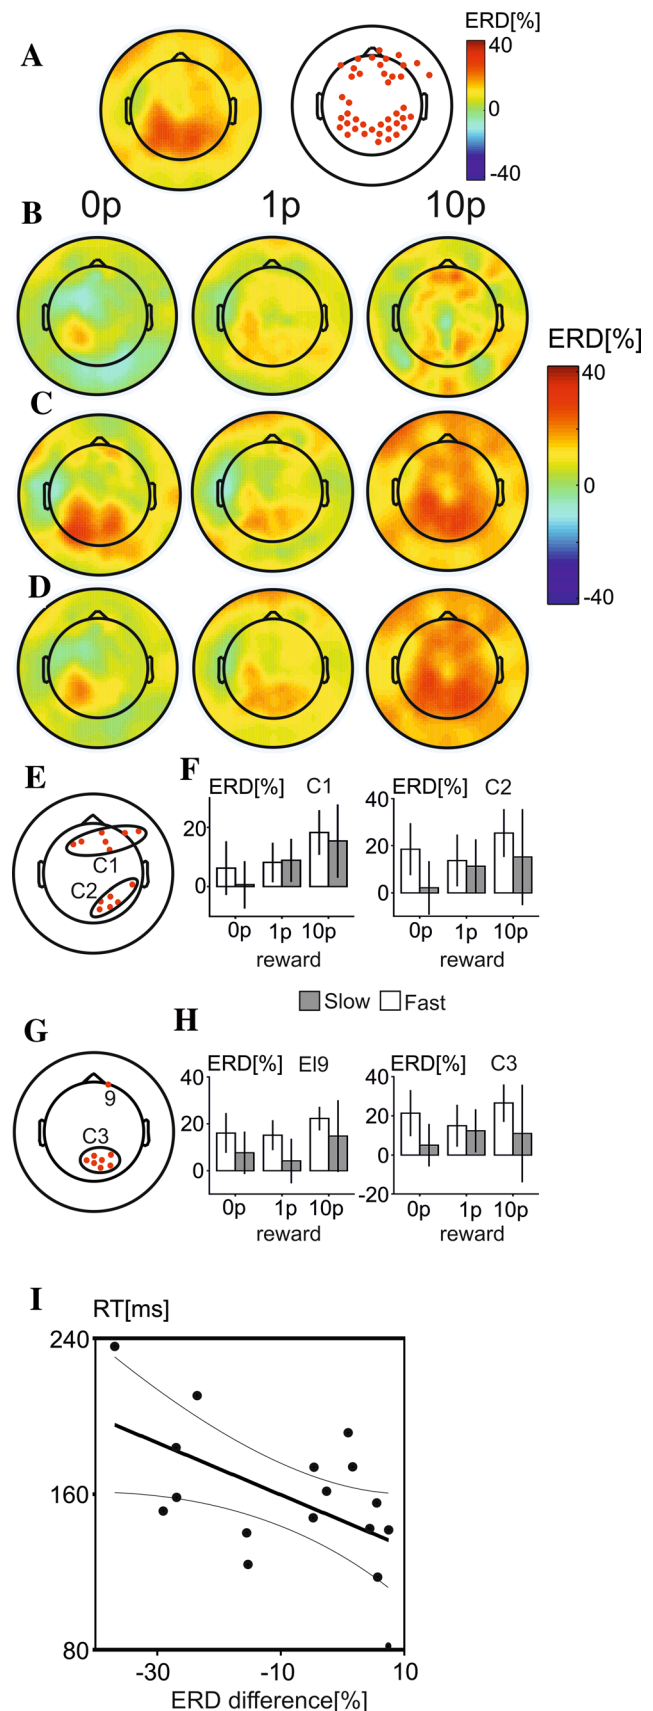 A
ERD[%]
40
0
-40
B
0p
1p
10p
ERD[%]
40
0
-40
C
D
E
C1
C2
F
ERD[%]
C1
20
0
0p
1p
10p
reward
ERD[%]
C2
40
20
0
0p
1p
10p
reward
Slow
Fast
G
9
C3
H
ERD[%]
El9
40
20
0
0p
1p
10p
reward
ERD[%]
C3
40
20
0
-20
0p
1p
10p
reward
I
RT[ms]
240
160
80
-30
-10
10
ERD difference[%]